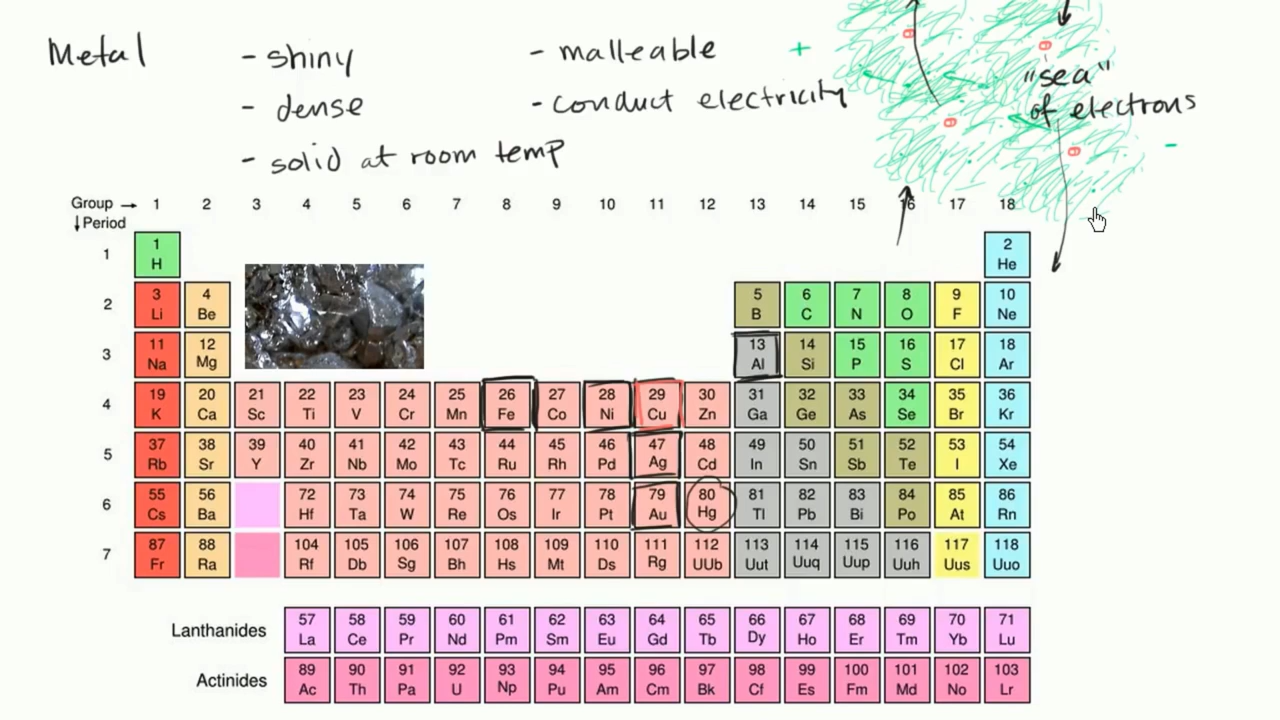 Metal - shiny - malleable +
- dense - conduct electricity "sea" of electrons
- solid at room temp -
Group → 1 2 3 4 5 6 7 8 9 10 11 12 13 14 15 16 17 18
↓Period
1 1 H 2 He
2 3 Li 4 Be 5 B 6 C 7 N 8 O 9 F 10 Ne
3 11 Na 12 Mg 13 Al 14 Si 15 P 16 S 17 Cl 18 Ar
4 19 K 20 Ca 21 Sc 22 Ti 23 V 24 Cr 25 Mn 26 Fe 27 Co 28 Ni 29 Cu 30 Zn 31 Ga 32 Ge 33 As 34 Se 35 Br 36 Kr
5 37 Rb 38 Sr 39 Y 40 Zr 41 Nb 42 Mo 43 Tc 44 Ru 45 Rh 46 Pd 47 Ag 48 Cd 49 In 50 Sn 51 Sb 52 Te 53 I 54 Xe
6 55 Cs 56 Ba 72 Hf 73 Ta 74 W 75 Re 76 Os 77 Ir 78 Pt 79 Au 80 Hg 81 Tl 82 Pb 83 Bi 84 Po 85 At 86 Rn
7 87 Fr 88 Ra 104 Rf 105 Db 106 Sg 107 Bh 108 Hs 109 Mt 110 Ds 111 Rg 112 UUb 113 Uut 114 Uuq 115 Uup 116 Uuh 117 Uus 118 Uuo
Lanthanides 57 La 58 Ce 59 Pr 60 Nd 61 Pm 62 Sm 63 Eu 64 Gd 65 Tb 66 Dy 67 Ho 68 Er 69 Tm 70 Yb 71 Lu
Actinides 89 Ac 90 Th 91 Pa 92 U 93 Np 94 Pu 95 Am 96 Cm 97 Bk 98 Cf 99 Es 100 Fm 101 Md 102 No 103 Lr